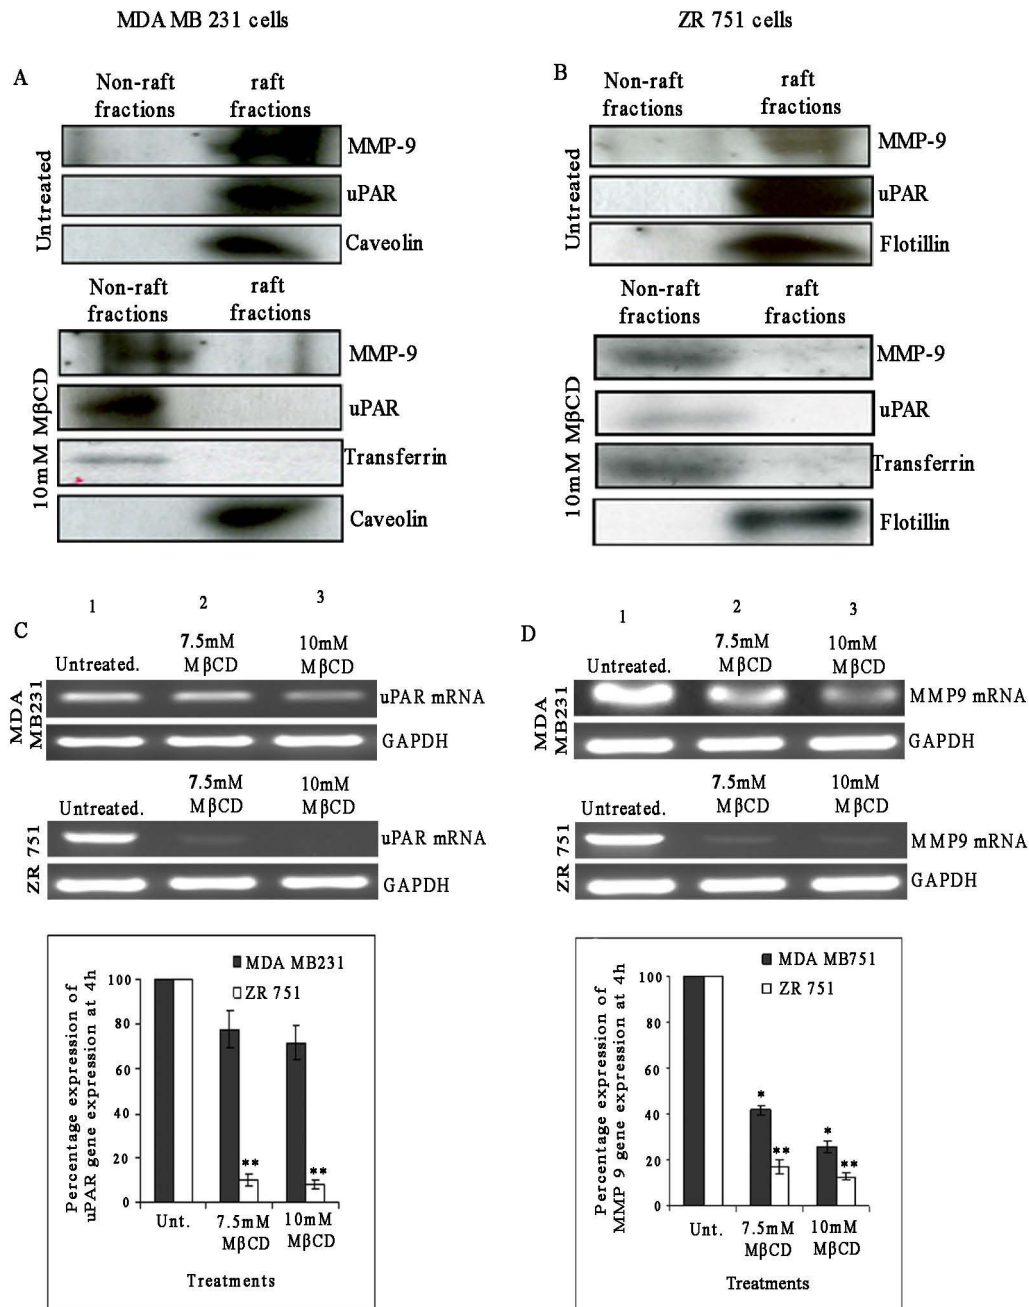 MDA MB 231 cells
ZR 751 cells
A
Non-raft fractions
raft fractions
Untreated
MMP-9
uPAR
Caveolin
Non-raft fractions
raft fractions
10mM MβCD
MMP-9
uPAR
Transferrin
Caveolin
B
Non-raft fractions
raft fractions
Untreated
MMP-9
uPAR
Flotillin
Non-raft fractions
raft fractions
10mM MβCD
MMP-9
uPAR
Transferrin
Flotillin
C
1
2
3
Untreated.
7.5mM MβCD
10mM MβCD
MDA MB231
uPAR mRNA
GAPDH
Untreated.
7.5mM MβCD
10mM MβCD
ZR 751
uPAR mRNA
GAPDH
Percentage expression of uPAR gene expression at 4h
MDA MB231
ZR 751
100
80
60
40
20
0
**
**
Unt.
7.5mM MβCD
10mM MβCD
Treatments
D
1
2
3
Untreated.
7.5mM MβCD
10mM MβCD
MDA MB231
MMP9 mRNA
GAPDH
Untreated.
7.5mM MβCD
10mM MβCD
ZR 751
MMP9 mRNA
GAPDH
Percentage expression of MMP 9 gene expression at 4h
MDA MB751
ZR 751
100
80
60
40
20
0
*
**
*
**
Unt.
7.5mM MβCD
10mM MβCD
Treatments